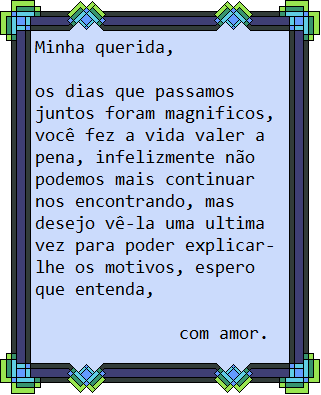 Minha querida,
os dias que passamos
juntos foram magnificos,
você fez a vida valer a
pena, infelizmente não
podemos mais continuar
nos encontrando, mas
desejo vê-la uma ultima
vez para poder explicar-
lhe os motivos, espero
que entenda,
com amor.